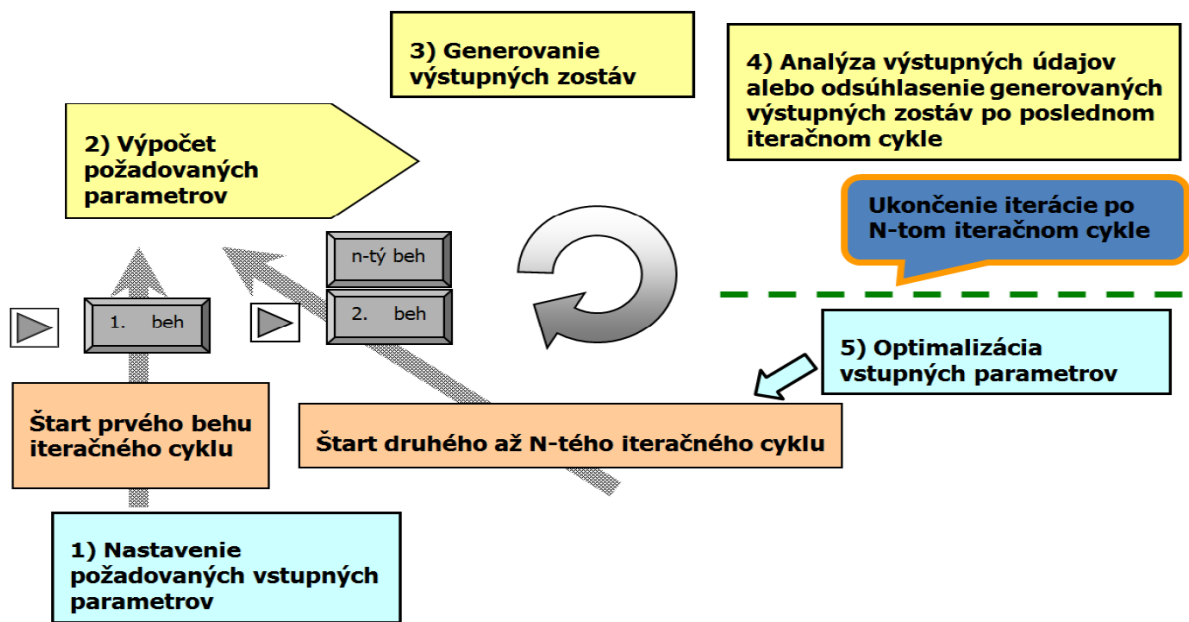 3) Generovanie
výstupných zostáv
4) Analýza výstupných údajov
alebo odsúhlasenie generovaných
výstupných zostáv po poslednom
iteračnom cykle
2) Výpočet
požadovaných
parametrov
Ukončenie iterácie po
N-tom iteračnom cykle
n-tý beh
1. beh
2. beh
5) Optimalizácia
vstupných parametrov
Štart prvého behu
iteračného cyklu
Štart druhého až N-tého iteračného cyklu
1) Nastavenie
požadovaných vstupných
parametrov